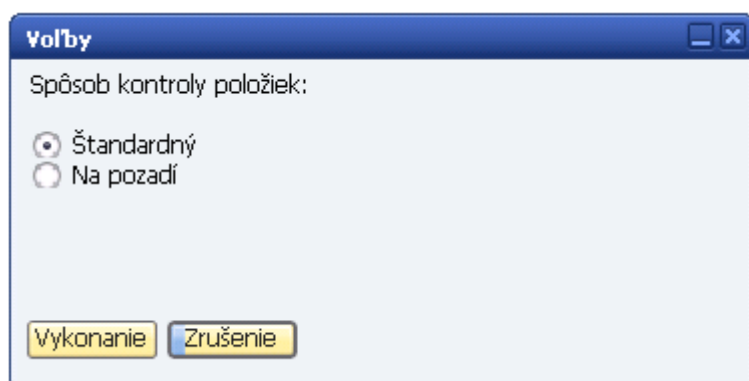 Voľby
Spôsob kontroly položiek:
Štandardný
Na pozadí
Vykonanie Zrušenie